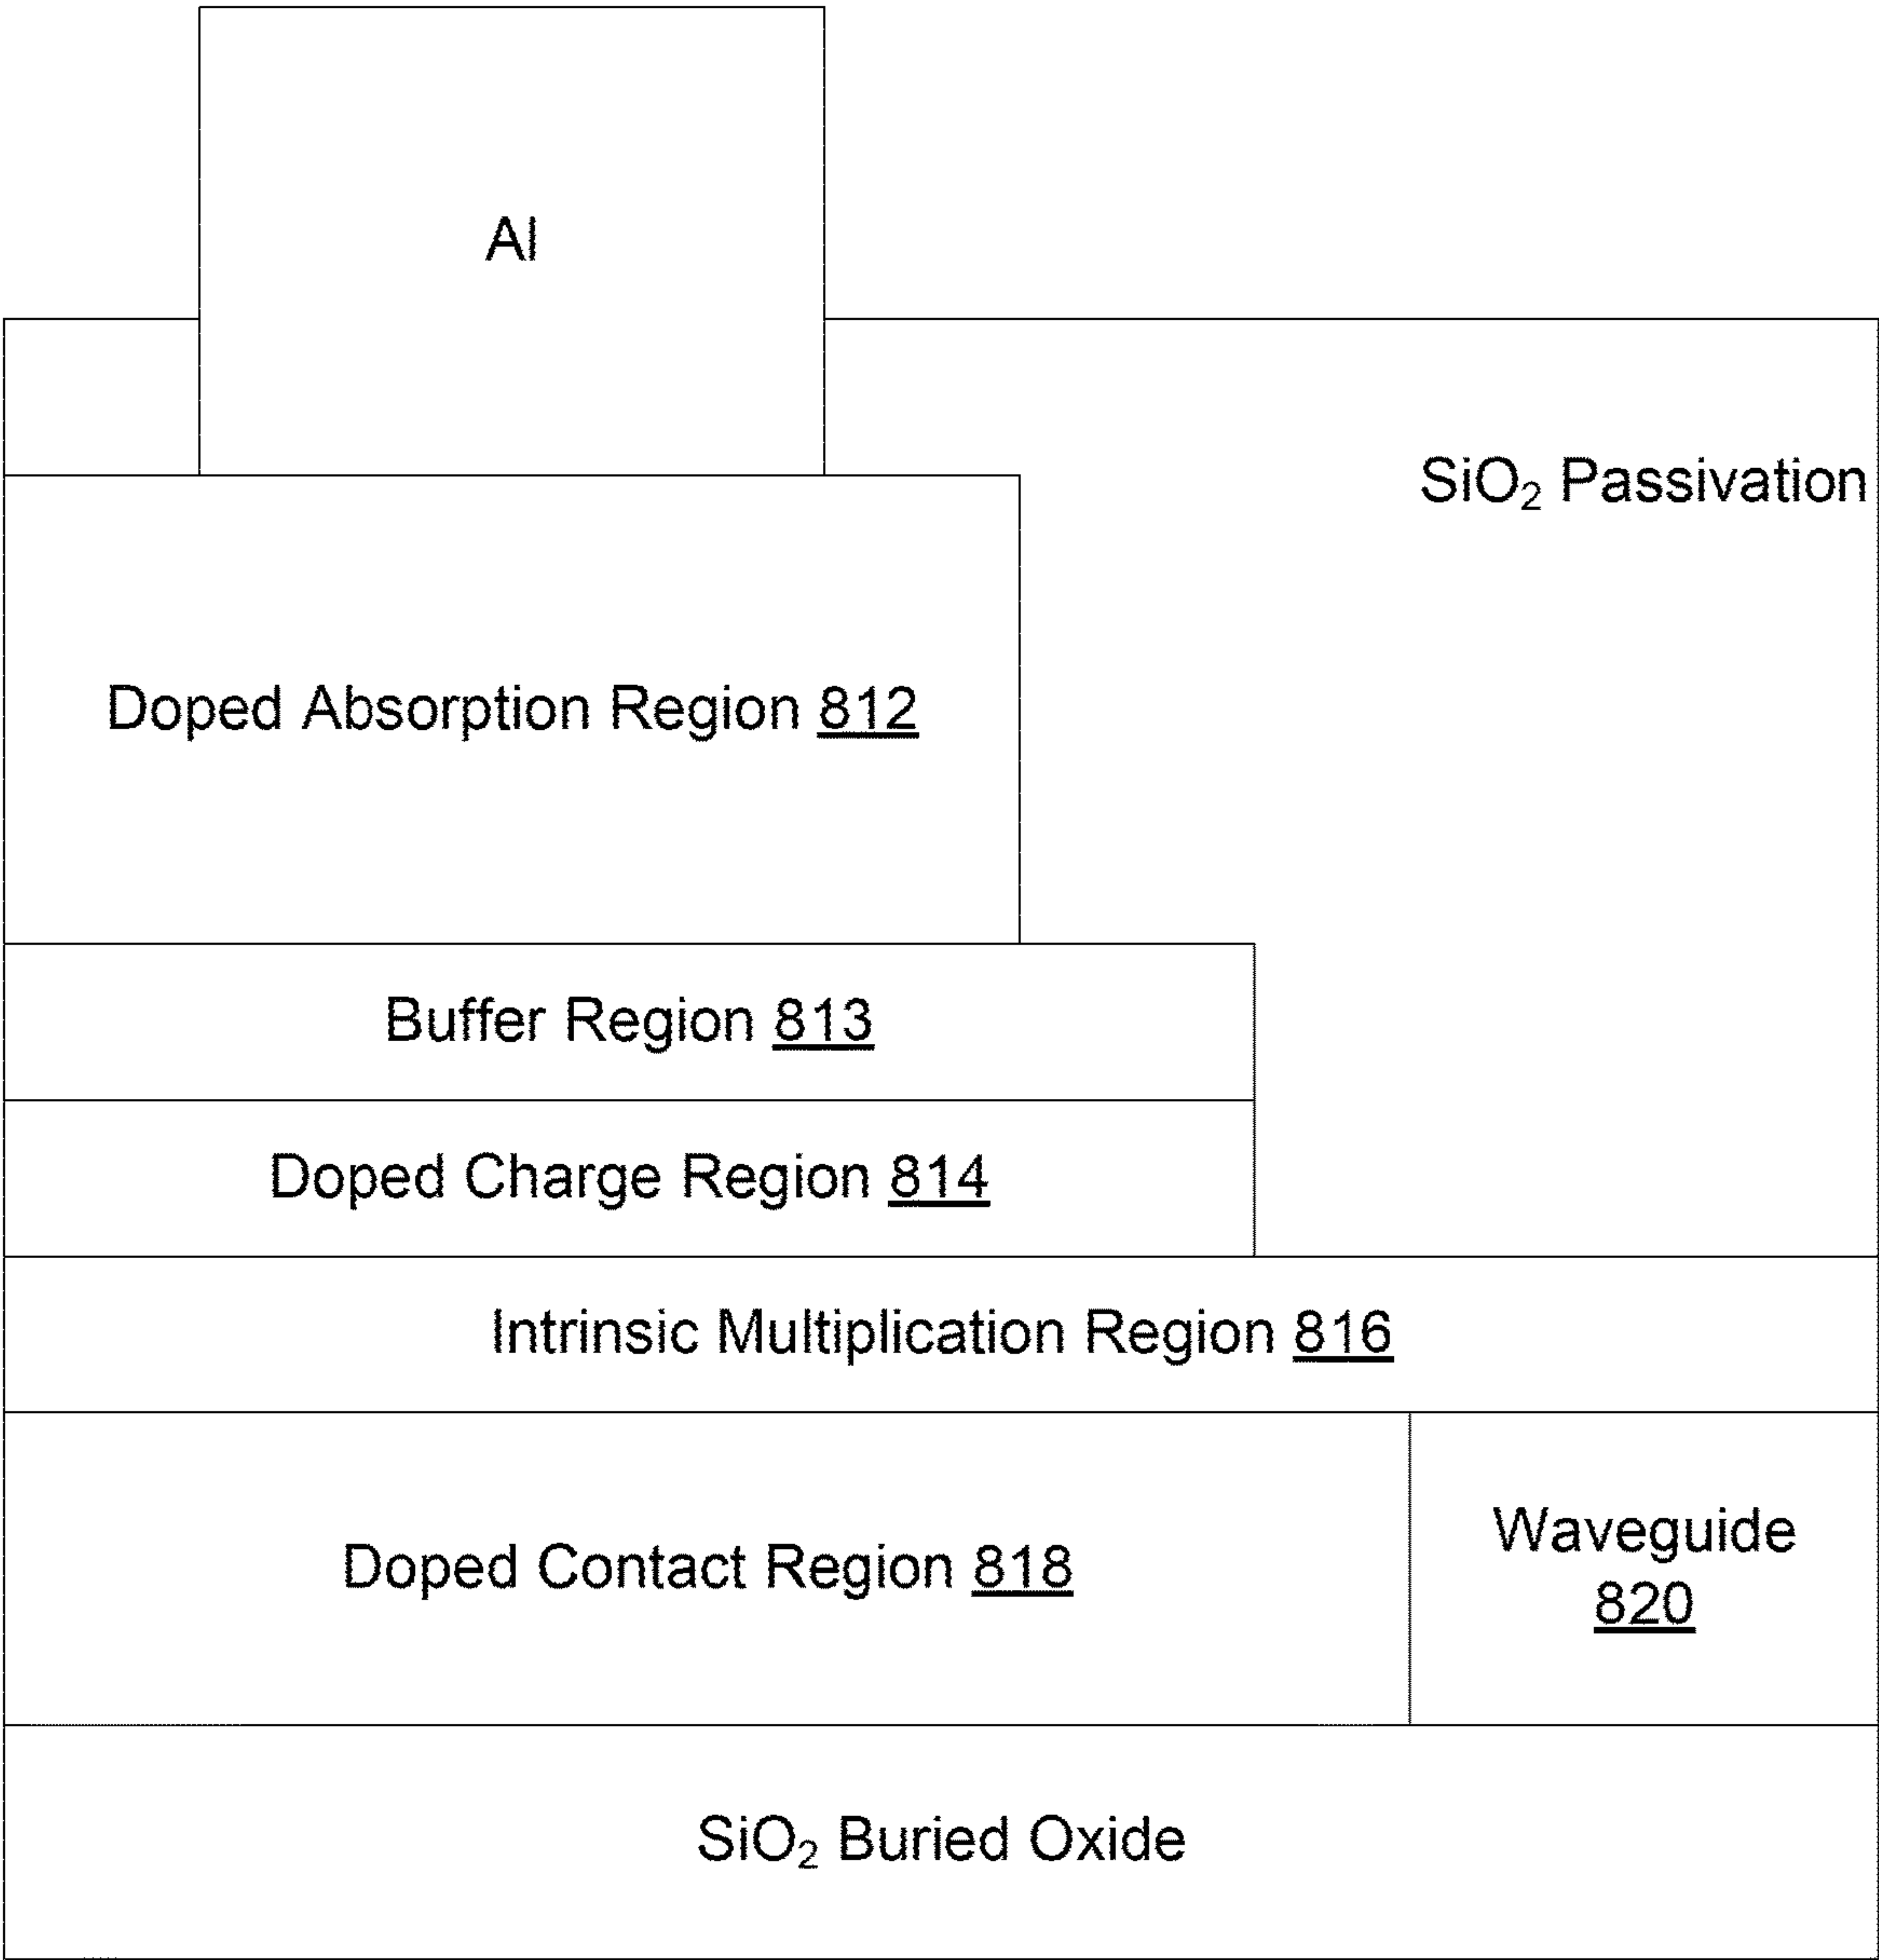 Al
SiO₂ Passivation
Doped Absorption Region 812
Buffer Region 813
Doped Charge Region 814
Intrinsic Multiplication Region 816
Doped Contact Region 818
Waveguide
820
SiO₂ Buried Oxide